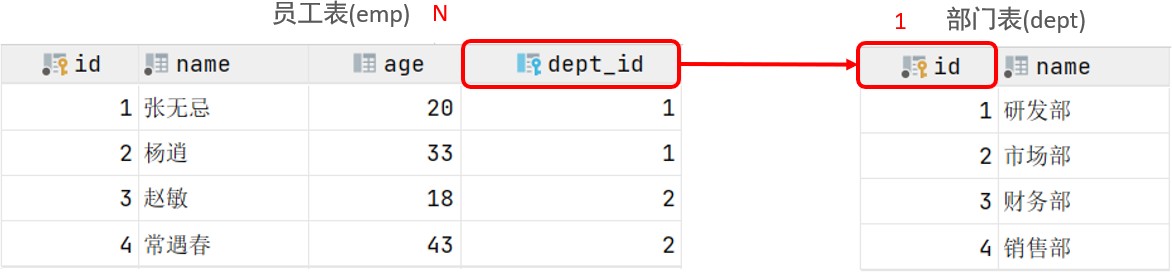 员工表(emp) N 1 部门表(dept)
id name age dept_id id name
1 张无忌 20 1 1 研发部
2 杨逍 33 1 2 市场部
3 赵敏 18 2 3 财务部
4 常遇春 43 2 4 销售部